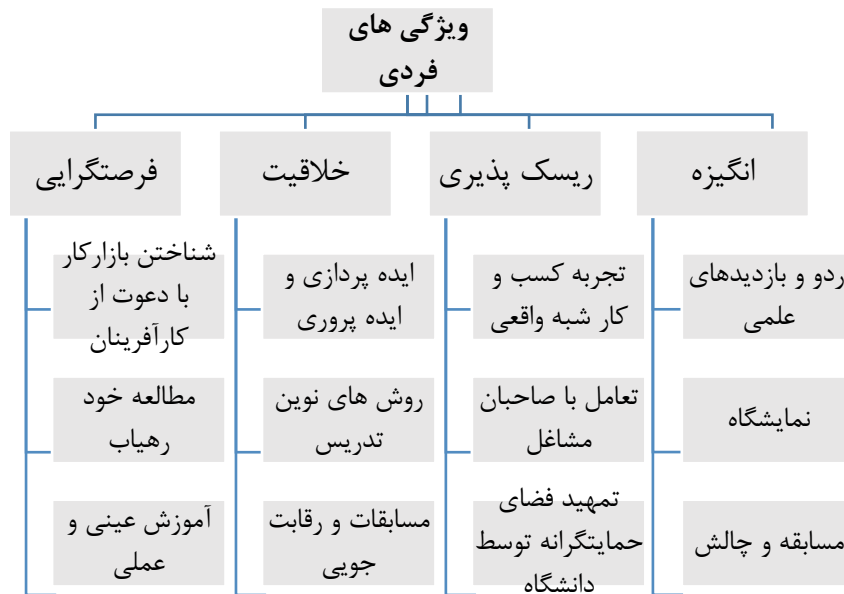 ویژگی های
فردی
انگیزه
ریسک پذیری
خلاقیت
فرصتگرایی
ردو و بازدیدهای
علمی
نمایشگاه
مسابقه و چالش
تجربه کسب و
کار شبه واقعی
تعامل با صاحبان
مشاغل
تمهید فضای
حمایتگرانه توسط
دانشگاه
ایده پردازی و
ایده پروری
روش های نوین
تدریس
مسابقات و رقابت
جویی
شناختن بازارکار
با دعوت از
کارآفرینان
مطالعه خود
رهیاب
آموزش عینی و
عملی